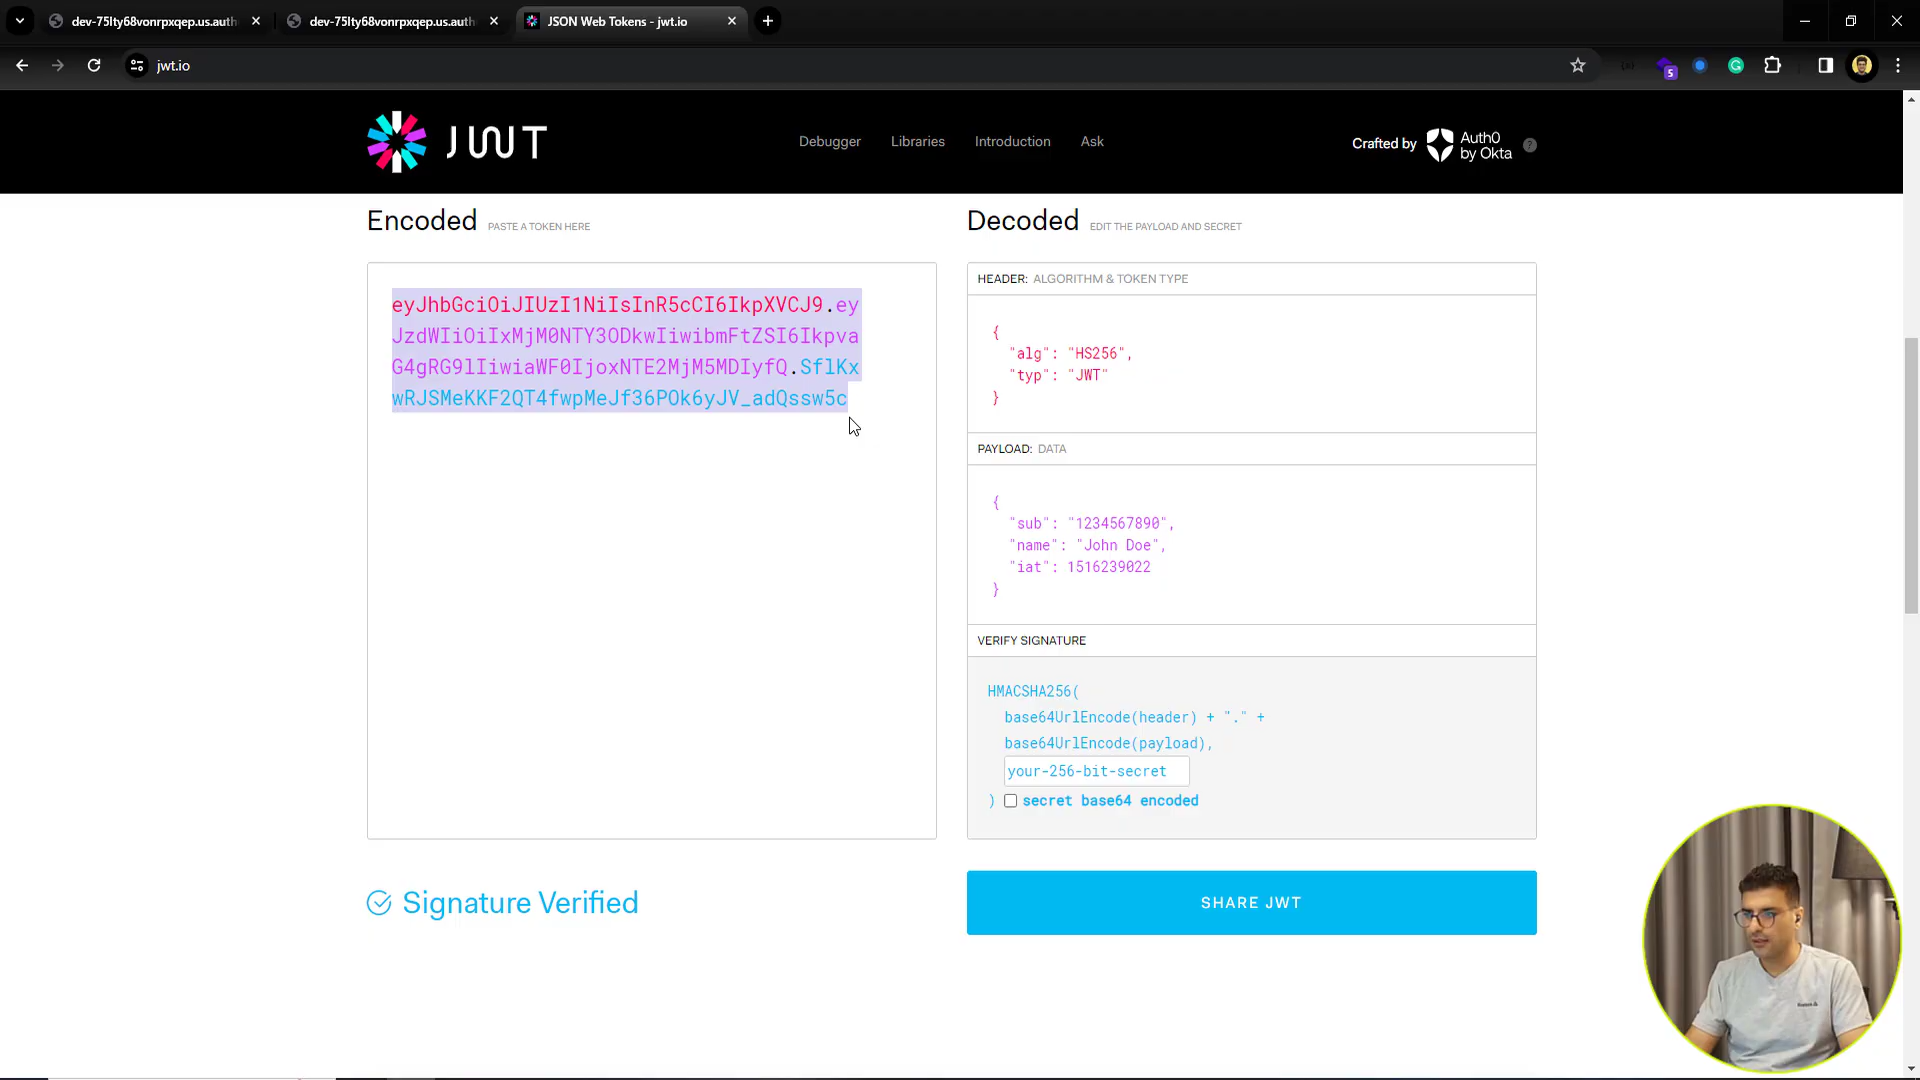 dev-75lty68vonrpxqep.us.auth
dev-75lty68vonrpxqep.us.auth
JSON Web Tokens - jwt.io
jwt.io
5
JWT
Debugger
Libraries
Introduction
Ask
Crafted by
Auth0
by Okta
?
Encoded PASTE A TOKEN HERE
eyJhbGciOiJIUzI1NiIsInR5cCI6IkpXVCJ9.ey
JzdWIiOiIxMjM0NTY3ODkwIiwibmFtZSI6Ikpva
G4gRG9lIiwiaWF0IjoxNTE2MjM5MDIyfQ.SflKx
wRJSMeKKF2QT4fwpMeJf36POk6yJV_adQssw5c
Signature Verified
Decoded EDIT THE PAYLOAD AND SECRET
HEADER: ALGORITHM & TOKEN TYPE
{
"alg": "HS256",
"typ": "JWT"
}
PAYLOAD: DATA
{
"sub": "1234567890",
"name": "John Doe",
"iat": 1516239022
}
VERIFY SIGNATURE
HMACSHA256(
base64UrlEncode(header) + "." +
base64UrlEncode(payload),
your-256-bit-secret
) secret base64 encoded
SHARE JWT